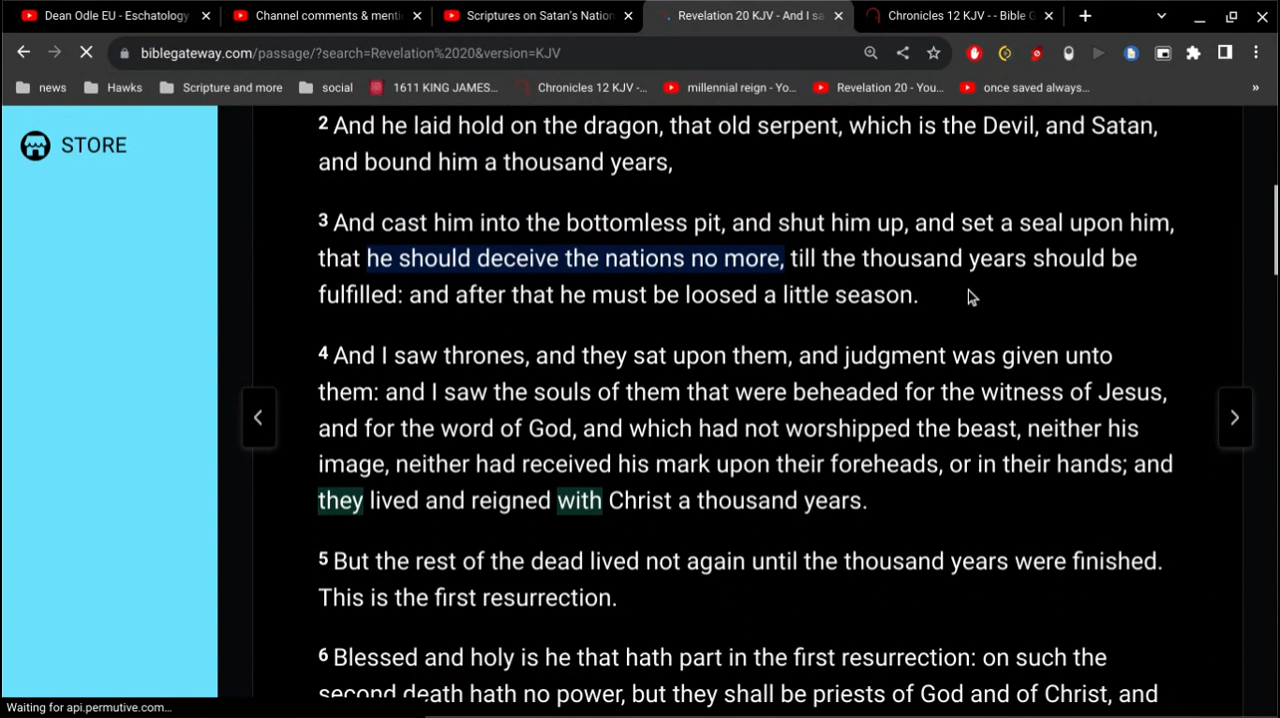 Dean Odle EU - Eschatology
Channel comments & menti
Scriptures on Satan's Nation
Revelation 20 KJV - And I sa
Chronicles 12 KJV - - Bible G
biblegateway.com/passage/?search=Revelation%2020&version=KJV
news
Hawks
Scripture and more
social
1611 KING JAMES...
Chronicles 12 KJV -...
millennial reign - Yo...
Revelation 20 - You...
once saved always...
»
STORE
2 And he laid hold on the dragon, that old serpent, which is the Devil, and Satan,
and bound him a thousand years,
3 And cast him into the bottomless pit, and shut him up, and set a seal upon him,
that he should deceive the nations no more, till the thousand years should be
fulfilled: and after that he must be loosed a little season.
4 And I saw thrones, and they sat upon them, and judgment was given unto
them: and I saw the souls of them that were beheaded for the witness of Jesus,
and for the word of God, and which had not worshipped the beast, neither his
image, neither had received his mark upon their foreheads, or in their hands; and
they lived and reigned with Christ a thousand years.
5 But the rest of the dead lived not again until the thousand years were finished.
This is the first resurrection.
6 Blessed and holy is he that hath part in the first resurrection: on such the
second death hath no power, but they shall be priests of God and of Christ, and
Waiting for api.permutive.com...